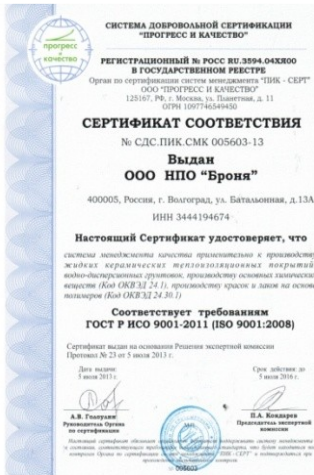 прогресс
и
качество
СИСТЕМА ДОБРОВОЛЬНОЙ СЕРТИФИКАЦИИ
"ПРОГРЕСС И КАЧЕСТВО"
РЕГИСТРАЦИОННЫЙ № РОСС RU.3594.04ХЯ00
В ГОСУДАРСТВЕННОМ РЕЕСТРЕ
Орган по сертификации систем менеджмента "ПИК - СЕРТ"
ООО "ПРОГРЕСС И КАЧЕСТВО"
125167, РФ, г. Москва, ул. Планетная, д. 11
ОГРН 1097746549450
СЕРТИФИКАТ СООТВЕТСТВИЯ
№ СДС.ПИК.СМК 005603-13
Выдан
ООО НПО "Броня"
400005, Россия, г. Волгоград, ул. Батальонная, д.13А
ИНН 3444194674
Настоящий Сертификат удостоверяет, что
система менеджмента качества применительно к производству
жидких керамических теплоизоляционных покрытий,
водно-дисперсионных грунтовок, производству основных химических
веществ (Код ОКВЭД 24.1), производству красок и лаков на основе
полимеров (Код ОКВЭД 24.30.1)
Соответствует требованиям
ГОСТ Р ИСО 9001-2011 (ISO 9001:2008)
Сертификат выдан на основании Решения экспертной комиссии
Протокол № 23 от 5 июля 2013 г.
Дата выдачи
5 июля 2013 г.
Срок действия до
5 июля 2016 г.
А.В.
Руководитель Органа
по сертификации
П.А. Кондарев
Председатель экспертной
комиссии
005603